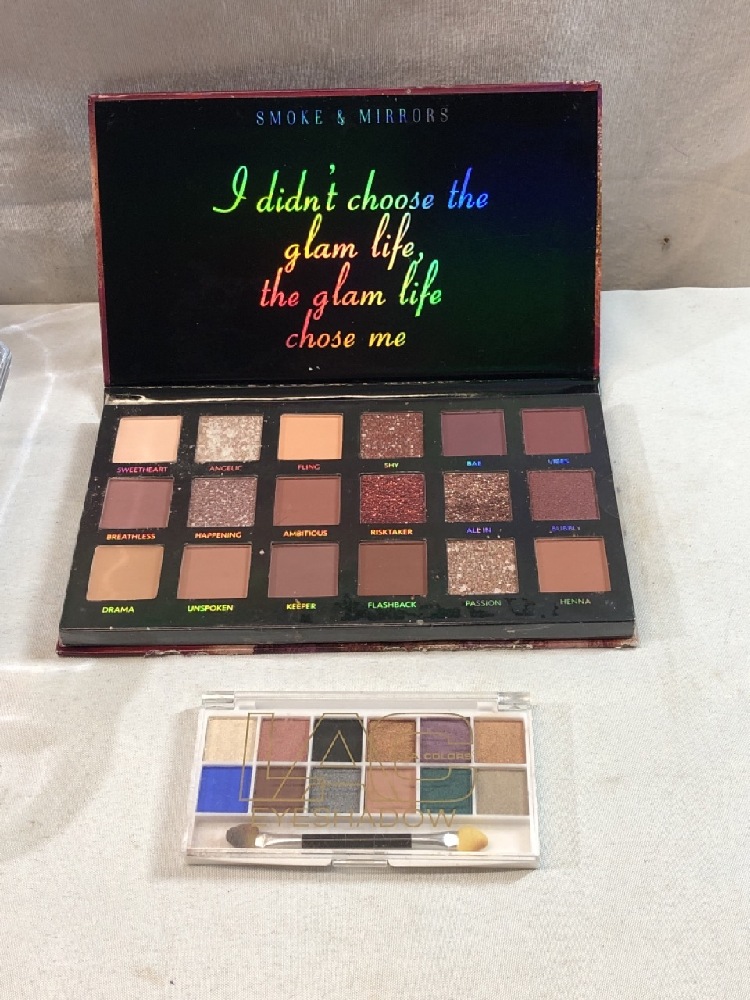 SMOKE & MIRRORS
I didn't choose the
glam life,
the glam life
chose me
SWEETHEART ANGELIC FLING SHY BAE VIBES
BREATHLESS HAPPENING AMBITIOUS RISKTAKER ALL IN BUBBLY
DRAMA UNSPOKEN KEEPER FLASHBACK PASSION HENNA
COLORS
EYESHADOW